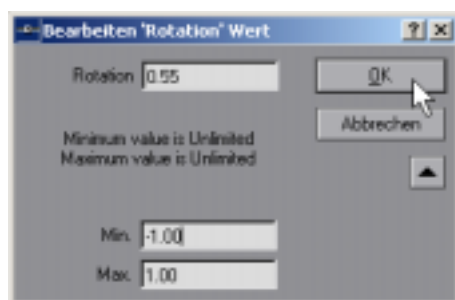 Bearbeiten 'Rotation' Wert
Rotation 0.55
OK
Abbrechen
Minimum value is Unlimited
Maximum value is Unlimited
Min. -1.00
Max. 1.00